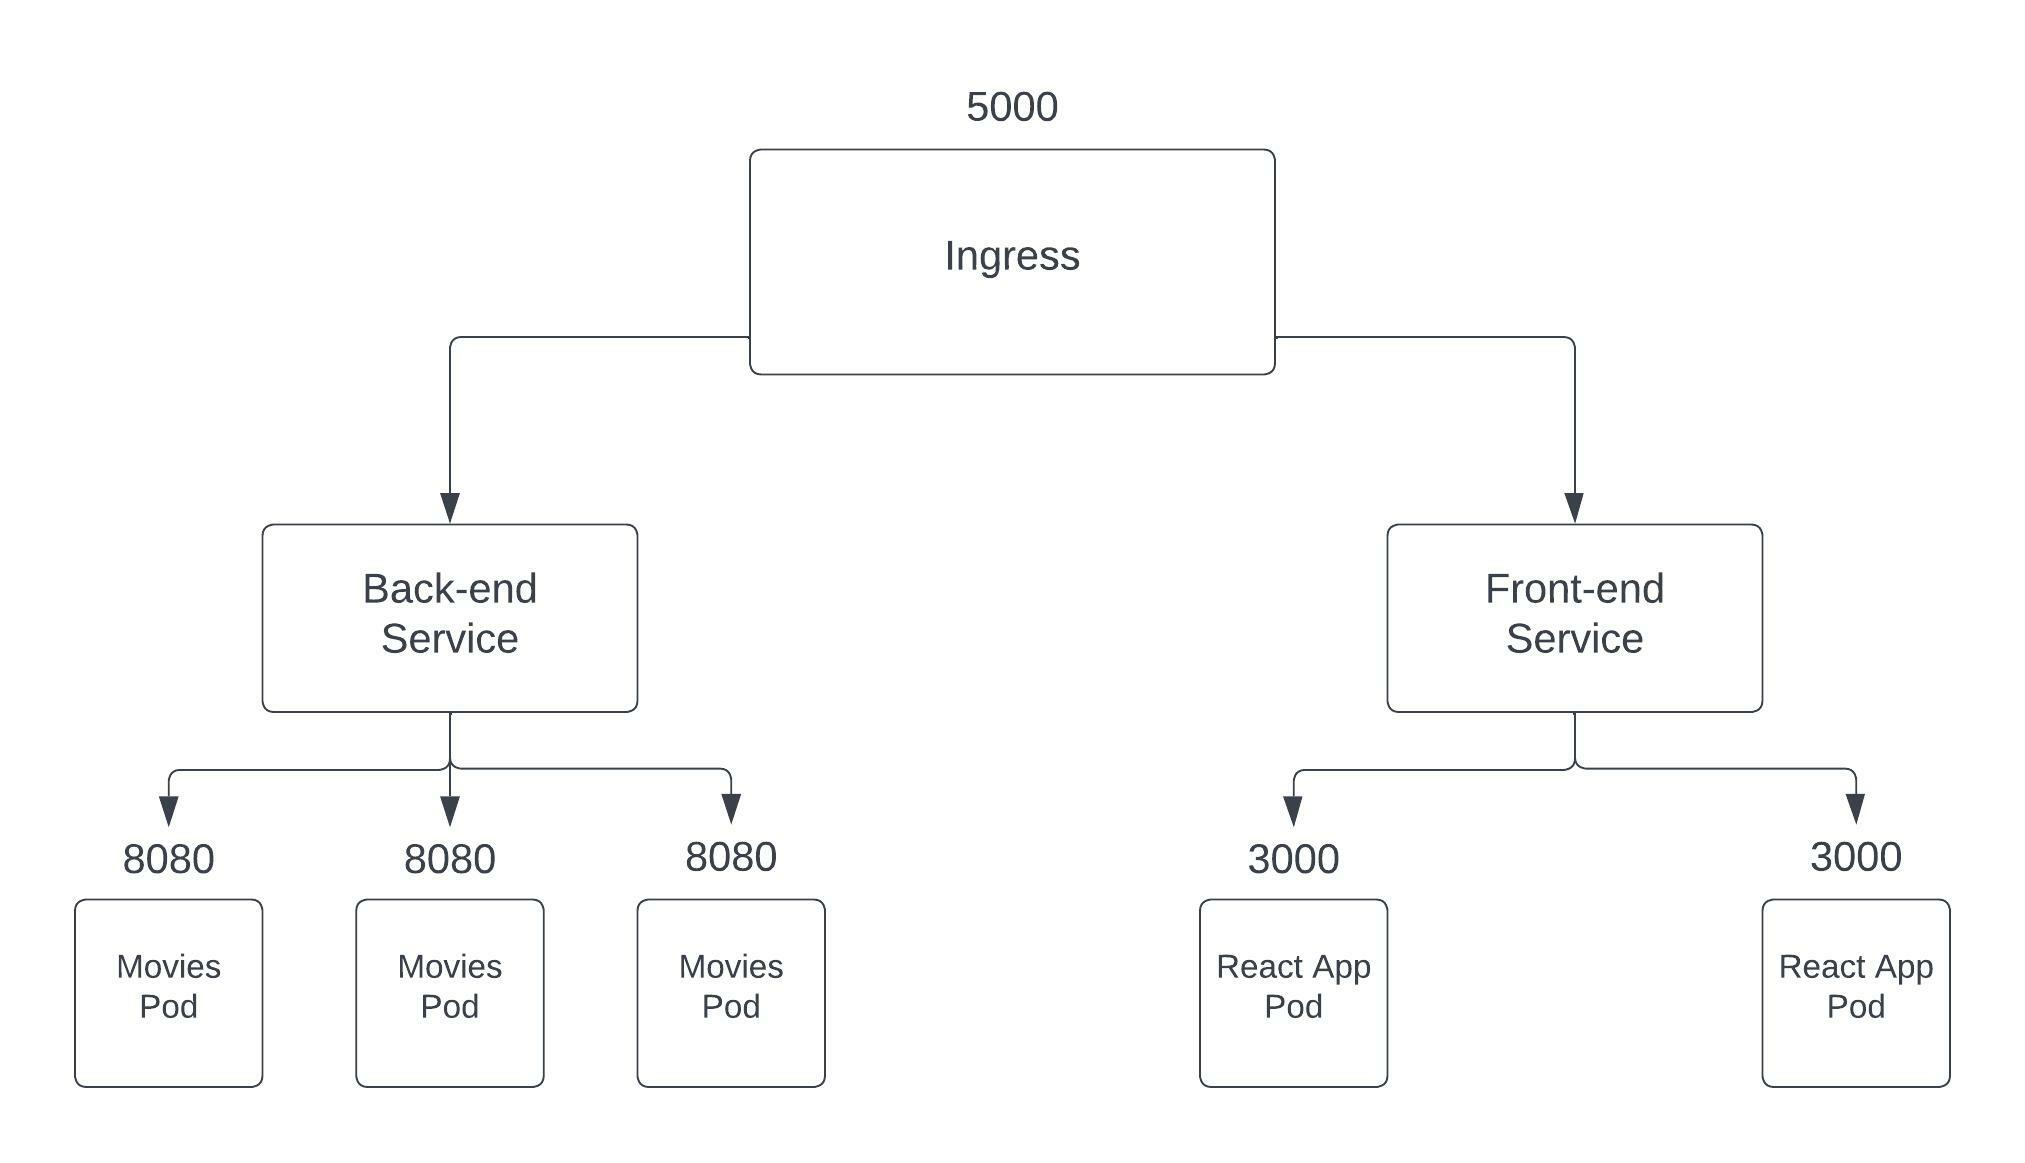 5000
Ingress
Back-end
Service
Front-end
Service
8080
8080
8080
3000
3000
Movies
Pod
Movies
Pod
Movies
Pod
React App
Pod
React App
Pod